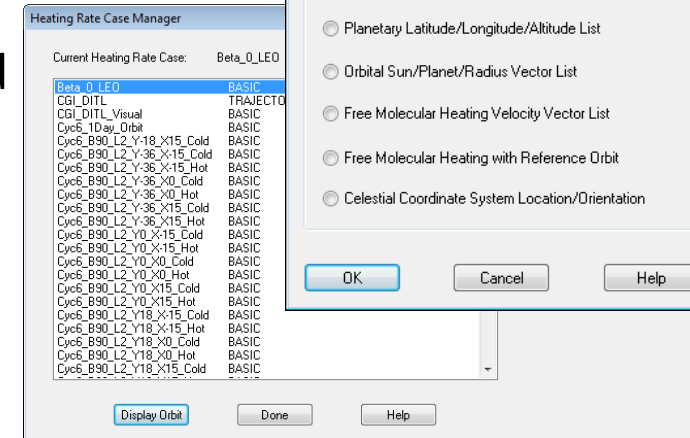 Heating Rate Case Manager
Current Heating Rate Case: Beta_0_LEO
Beta_0_LEO BASIC
CGI_DITL TRAJECTO
CGI_DITL_Visual BASIC
Cyc6_1Day_Orbit BASIC
Cyc6_B90_L2_Y-18_X15_Cold BASIC
Cyc6_B90_L2_Y-36_X-15_Cold BASIC
Cyc6_B90_L2_Y-36_X-15_Hot BASIC
Cyc6_B90_L2_Y-36_X0_Cold BASIC
Cyc6_B90_L2_Y-36_X0_Hot BASIC
Cyc6_B90_L2_Y-36_X15_Cold BASIC
Cyc6_B90_L2_Y-36_X15_Hot BASIC
Cyc6_B90_L2_Y0_X-15_Cold BASIC
Cyc6_B90_L2_Y0_X-15_Hot BASIC
Cyc6_B90_L2_Y0_X0_Cold BASIC
Cyc6_B90_L2_Y0_X0_Hot BASIC
Cyc6_B90_L2_Y0_X15_Cold BASIC
Cyc6_B90_L2_Y0_X15_Hot BASIC
Cyc6_B90_L2_Y18_X-15_Cold BASIC
Cyc6_B90_L2_Y18_X-15_Hot BASIC
Cyc6_B90_L2_Y18_X0_Cold BASIC
Cyc6_B90_L2_Y18_X0_Hot BASIC
Cyc6_B90_L2_Y18_X15_Cold BASIC
Display Orbit Done Help
Planetary Latitude/Longitude/Altitude List
Orbital Sun/Planet/Radius Vector List
Free Molecular Heating Velocity Vector List
Free Molecular Heating with Reference Orbit
Celestial Coordinate System Location/Orientation
OK Cancel Help